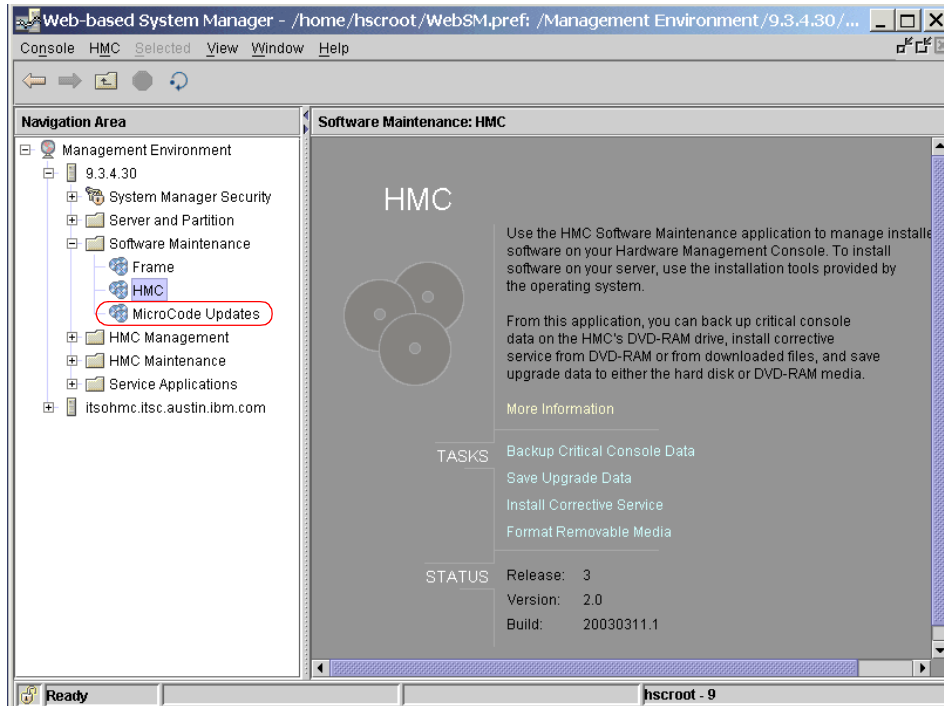 Web-based System Manager - /home/hscroot/WebSM.pref: /Management Environment/9.3.4.30/...
Console HMC Selected View Window Help
Navigation Area
Management Environment
9.3.4.30
System Manager Security
Server and Partition
Software Maintenance
Frame
HMC
MicroCode Updates
HMC Management
HMC Maintenance
Service Applications
itsohmc.itsc.austin.ibm.com
Software Maintenance: HMC
HMC
Use the HMC Software Maintenance application to manage installe
software on your Hardware Management Console. To install
software on your server, use the installation tools provided by
the operating system.
From this application, you can back up critical console
data on the HMC's DVD-RAM drive, install corrective
service from DVD-RAM or from downloaded files, and save
upgrade data to either the hard disk or DVD-RAM media.
More Information
TASKS
Backup Critical Console Data
Save Upgrade Data
Install Corrective Service
Format Removable Media
STATUS
Release: 3
Version: 2.0
Build: 20030311.1
Ready
hscroot - 9